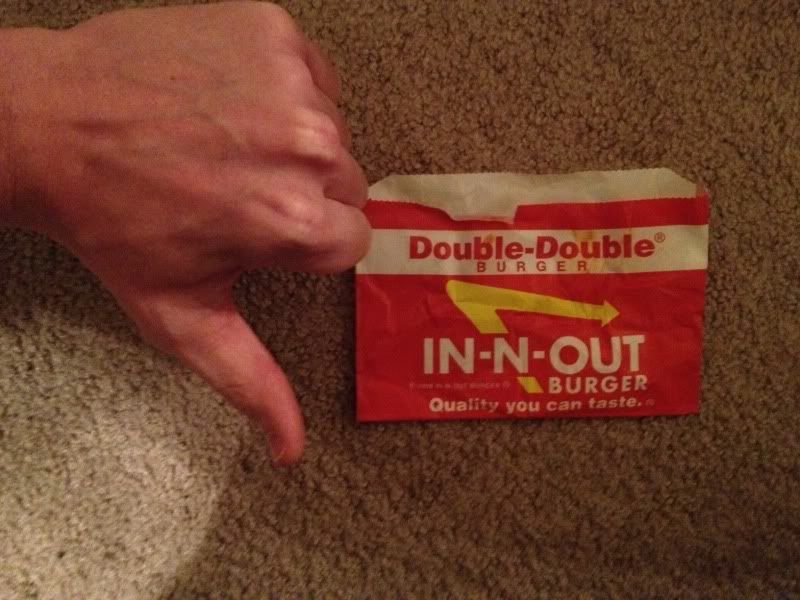 Double-Double®
BURGER
IN-N-OUT
BURGER
Quality you can taste.